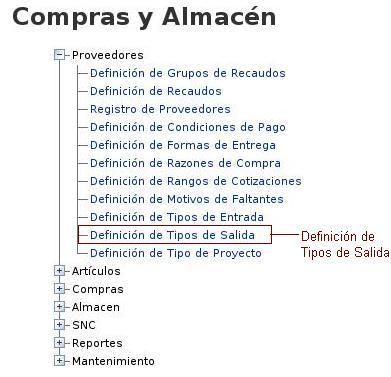 Compras y Almacén
Proveedores
Definición de Grupos de Recaudos
Definición de Recaudos
Registro de Proveedores
Definición de Condiciones de Pago
Definición de Formas de Entrega
Definición de Razones de Compra
Definición de Rangos de Cotizaciones
Definición de Motivos de Faltantes
Definición de Tipos de Entrada
Definición de Tipos de Salida
Definición de
Tipos de Salida
Definición de Tipo de Proyecto
Artículos
Compras
Almacen
SNC
Reportes
Mantenimiento